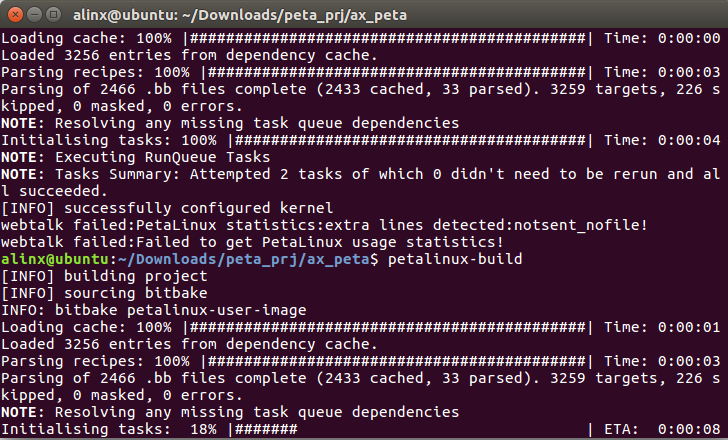 alinx@ubuntu: ~/Downloads/peta_prj/ax_peta
Loading cache: 100% |############################################| Time: 0:00:00
Loaded 3256 entries from dependency cache.
Parsing recipes: 100% |##########################################| Time: 0:00:03
Parsing of 2466 .bb files complete (2433 cached, 33 parsed). 3259 targets, 226 s
kipped, 0 masked, 0 errors.
NOTE: Resolving any missing task queue dependencies
Initialising tasks: 100% |#######################################| Time: 0:00:04
NOTE: Executing RunQueue Tasks
NOTE: Tasks Summary: Attempted 2 tasks of which 0 didn't need to be rerun and al
l succeeded.
[INFO] successfully configured kernel
webtalk failed:PetaLinux statistics:extra lines detected:notsent_nofile!
webtalk failed:Failed to get PetaLinux usage statistics!
alinx@ubuntu:~/Downloads/peta_prj/ax_peta$ petalinux-build
[INFO] building project
[INFO] sourcing bitbake
INFO: bitbake petalinux-user-image
Loading cache: 100% |############################################| Time: 0:00:01
Loaded 3256 entries from dependency cache.
Parsing recipes: 100% |##########################################| Time: 0:00:03
Parsing of 2466 .bb files complete (2433 cached, 33 parsed). 3259 targets, 226 s
kipped, 0 masked, 0 errors.
NOTE: Resolving any missing task queue dependencies
Initialising tasks:  18% |#######                                | ETA:  0:00:08